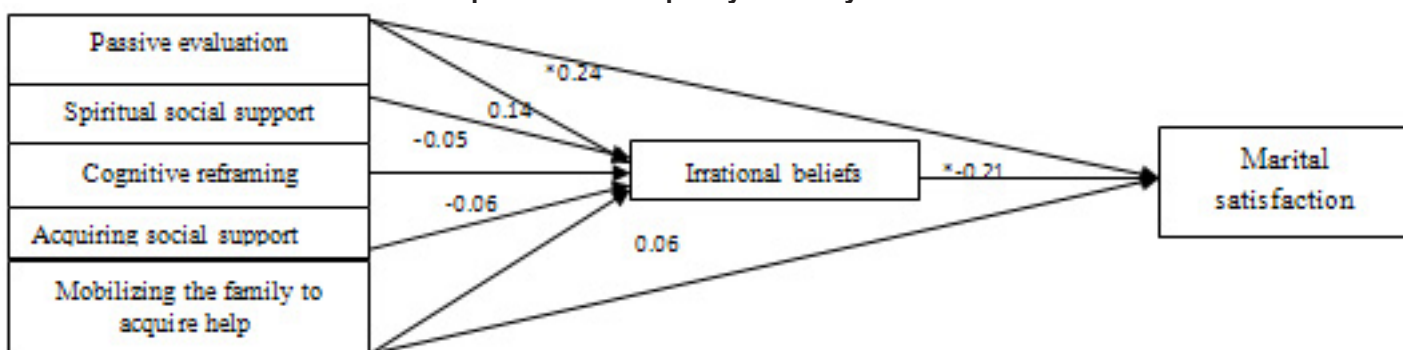 Passive evaluation
Spiritual social support
Cognitive reframing
Acquiring social support
Mobilizing the family to
acquire help
*0.24
0.14
-0.05
-0.06
0.06
Irrational beliefs
*-0.21
Marital
satisfaction